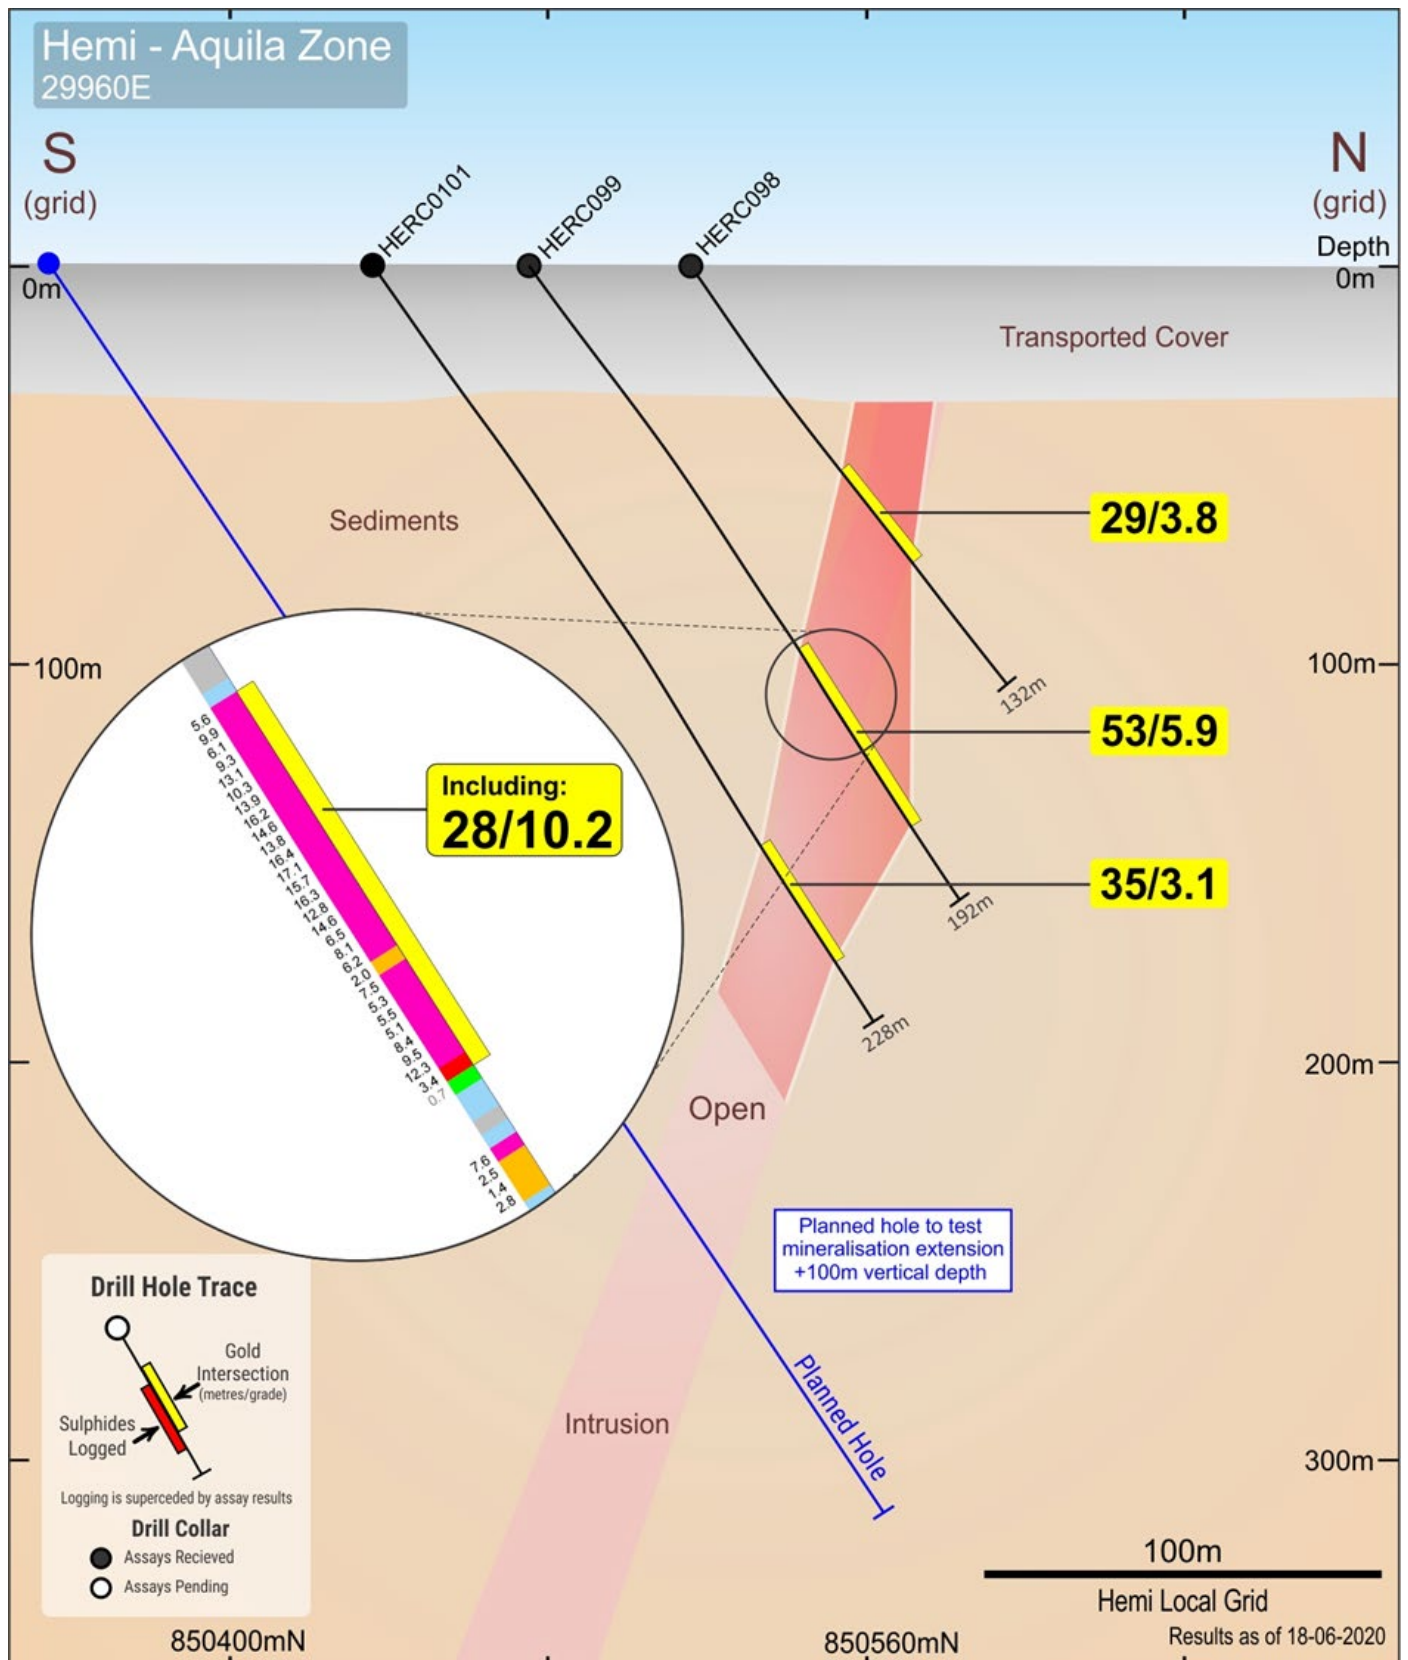 Hemi - Aquila Zone
29960E
S
(grid)
N
(grid)
Depth
0m
0m
HERC0101
HERC099
HERC098
Transported Cover
Sediments
29/3.8
100m
100m
132m
53/5.9
192m
35/3.1
228m
Including:
28/10.2
5.6
9.9
6.1
9.3
13.1
10.3
13.9
16.2
14.6
13.8
16.4
17.1
15.7
16.3
12.8
14.6
6.5
8.1
6.2
2.0
7.5
5.3
5.5
5.1
8.4
9.5
12.3
3.4
0.7
7.6
2.5
1.4
2.8
200m
Open
Planned hole to test
mineralisation extension
+100m vertical depth
Planned Hole
Intrusion
300m
Drill Hole Trace
Gold
Intersection
(metres/grade)
Sulphides
Logged
Logging is superceded by assay results
Drill Collar
Assays Recieved
Assays Pending
100m
Hemi Local Grid
Results as of 18-06-2020
850400mN
850560mN